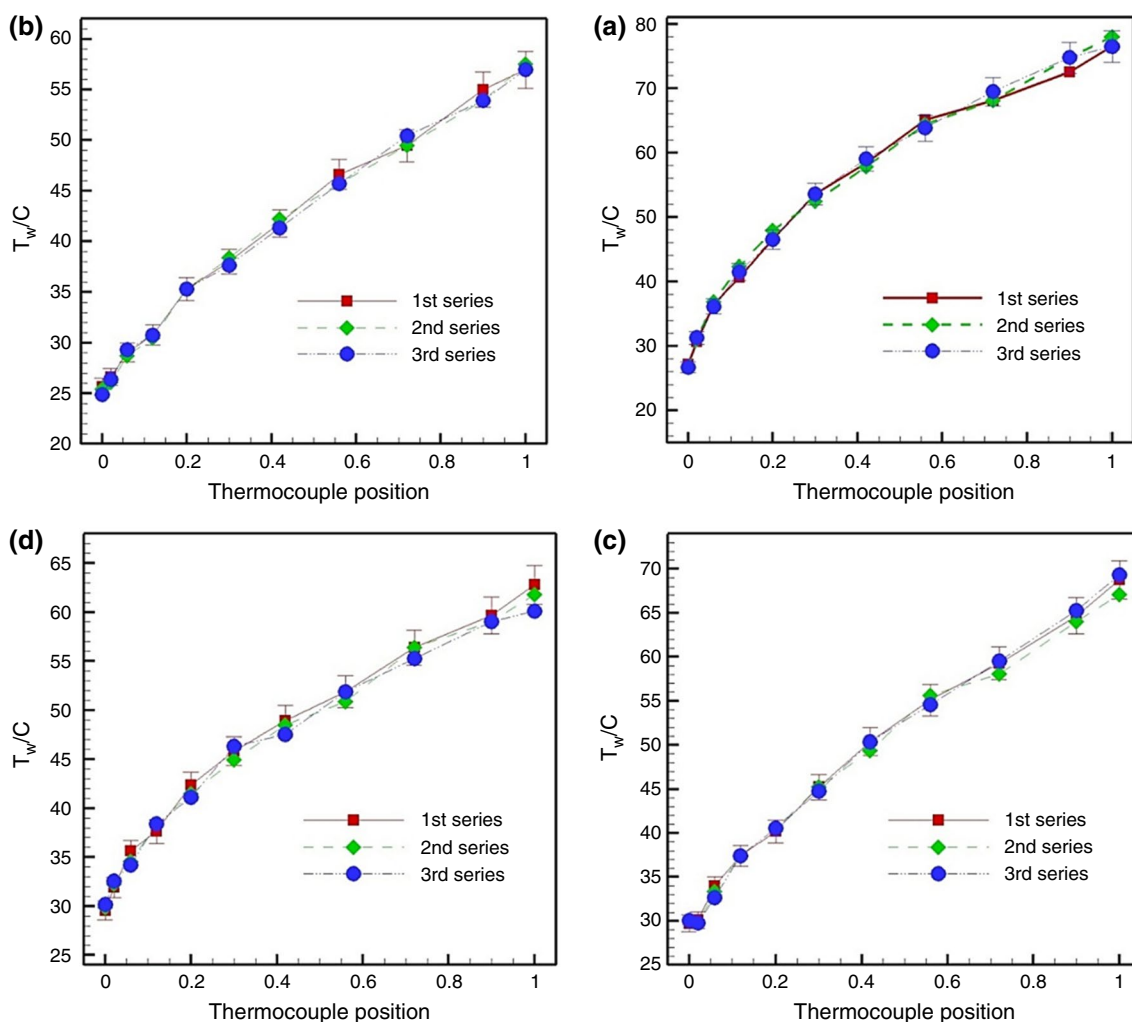 (b)
60
55
50
45
40
35
30
25
20
T_w/C
1st series
2nd series
3rd series
0 0.2 0.4 0.6 0.8 1
Thermocouple position
(a)
80
70
60
50
40
30
20
T_w/C
1st series
2nd series
3rd series
0 0.2 0.4 0.6 0.8 1
Thermocouple position
(d)
65
60
55
50
45
40
35
30
25
T_w/C
1st series
2nd series
3rd series
0 0.2 0.4 0.6 0.8 1
Thermocouple position
(c)
70
65
60
55
50
45
40
35
30
25
T_w/C
1st series
2nd series
3rd series
0 0.2 0.4 0.6 0.8 1
Thermocouple position